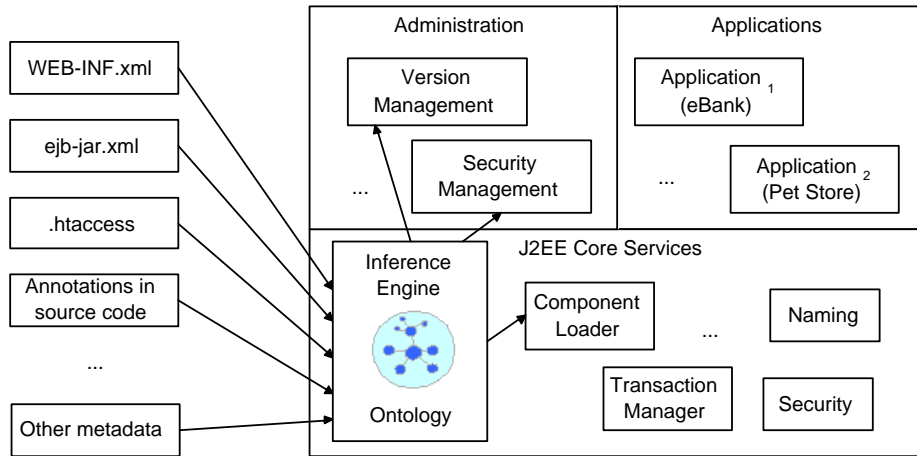 WEB-INF.xml
ejb-jar.xml
.htaccess
Annotations in
source code
...
Other metadata
Administration
Version
Management
Security
Management
...
Applications
Application 1
(eBank)
...
Application 2
(Pet Store)
J2EE Core Services
Inference
Engine
Ontology
Component
Loader
...
Naming
Transaction
Manager
Security